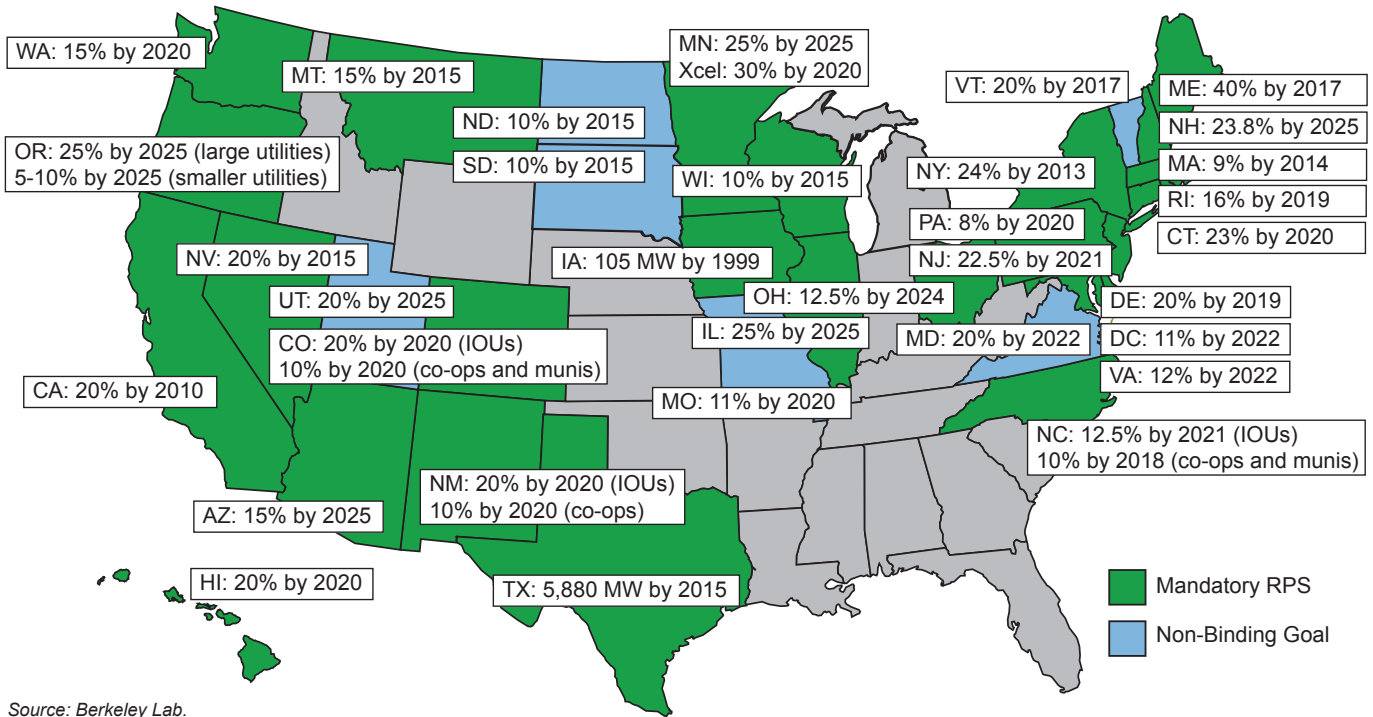 WA: 15% by 2020
MT: 15% by 2015
MN: 25% by 2025
Xcel: 30% by 2020
VT: 20% by 2017
ME: 40% by 2017
ND: 10% by 2015
NH: 23.8% by 2025
OR: 25% by 2025 (large utilities)
5-10% by 2025 (smaller utilities)
SD: 10% by 2015
WI: 10% by 2015
NY: 24% by 2013
MA: 9% by 2014
RI: 16% by 2019
PA: 8% by 2020
CT: 23% by 2020
NV: 20% by 2015
IA: 105 MW by 1999
NJ: 22.5% by 2021
UT: 20% by 2025
OH: 12.5% by 2024
DE: 20% by 2019
CO: 20% by 2020 (IOUs)
10% by 2020 (co-ops and munis)
IL: 25% by 2025
MD: 20% by 2022
DC: 11% by 2022
VA: 12% by 2022
CA: 20% by 2010
MO: 11% by 2020
NC: 12.5% by 2021 (IOUs)
10% by 2018 (co-ops and munis)
NM: 20% by 2020 (IOUs)
10% by 2020 (co-ops)
AZ: 15% by 2025
HI: 20% by 2020
TX: 5,880 MW by 2015
Mandatory RPS
Non-Binding Goal
Source: Berkeley Lab.